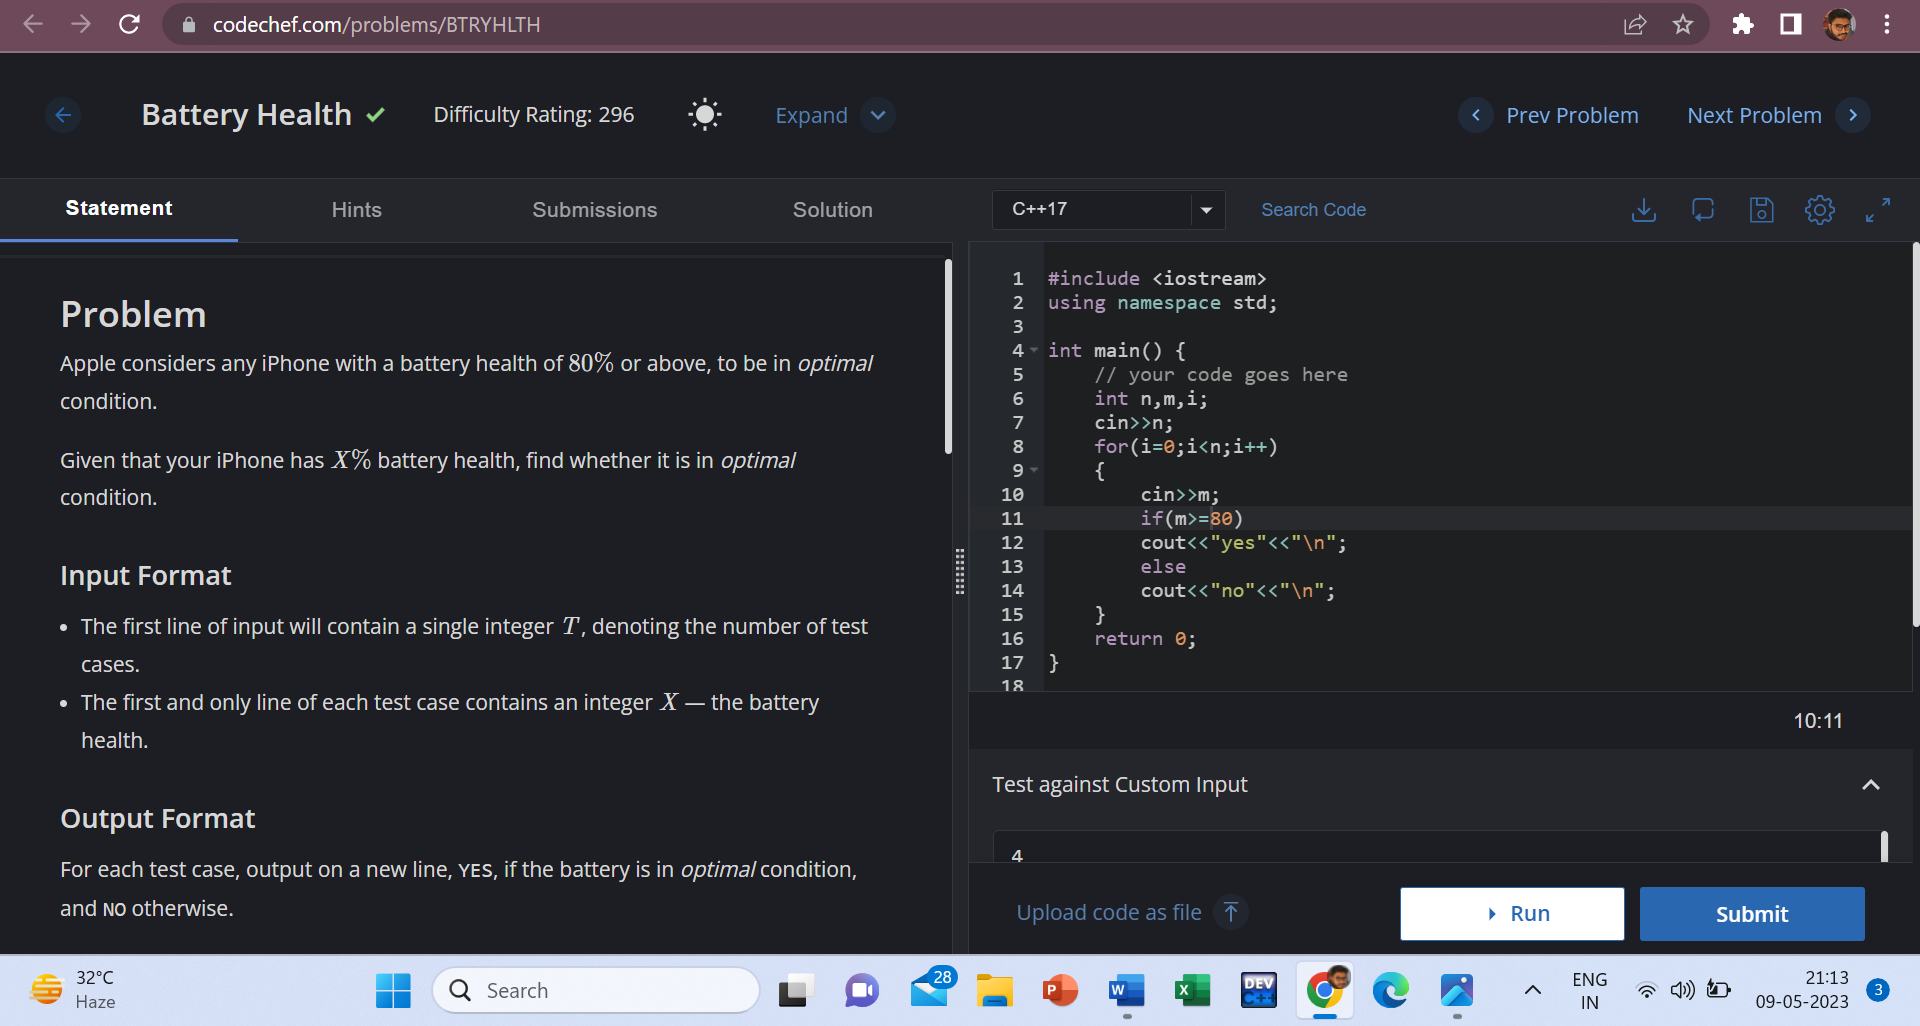 codechef.com/problems/BTRYHLTH
Battery Health
Difficulty Rating: 296
Expand
Prev Problem
Next Problem
Statement
Hints
Submissions
Solution
C++17
Search Code
Problem
Apple considers any iPhone with a battery health of 80% or above, to be in optimal
condition.
Given that your iPhone has X% battery health, find whether it is in optimal
condition.
Input Format
• The first line of input will contain a single integer T, denoting the number of test
cases.
• The first and only line of each test case contains an integer X — the battery
health.
Output Format
For each test case, output on a new line, YES, if the battery is in optimal condition,
and NO otherwise.
1 #include <iostream>
2 using namespace std;
3
4 int main() {
5 // your code goes here
6 int n,m,i;
7 cin>>n;
8 for(i=0;i<n;i++)
9 {
10 cin>>m;
11 if(m>=80)
12 cout<<"yes"<<"\n";
13 else
14 cout<<"no"<<"\n";
15 }
16 return 0;
17 }
18
10:11
Test against Custom Input
4
Upload code as file
Run
Submit
32°C
Haze
Search
28
P
W
X
DEV
C++
ENG
IN
21:13
09-05-2023
3